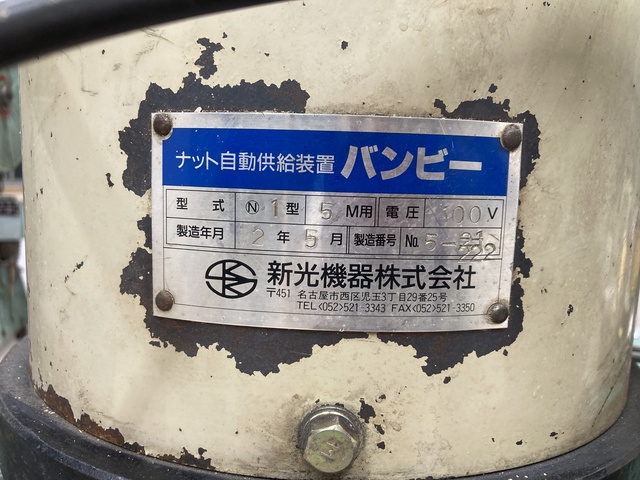 ナット自動供給装置 バンビー
型式 Ⓝ 1型 5 M用 電圧 100 V
製造年月 2年5月 製造番号 No. 5-
222
新光機器株式会社
〒451 名古屋市西区児玉3丁目29番25号
TEL<052>521-3343 FAX<052>521-3350